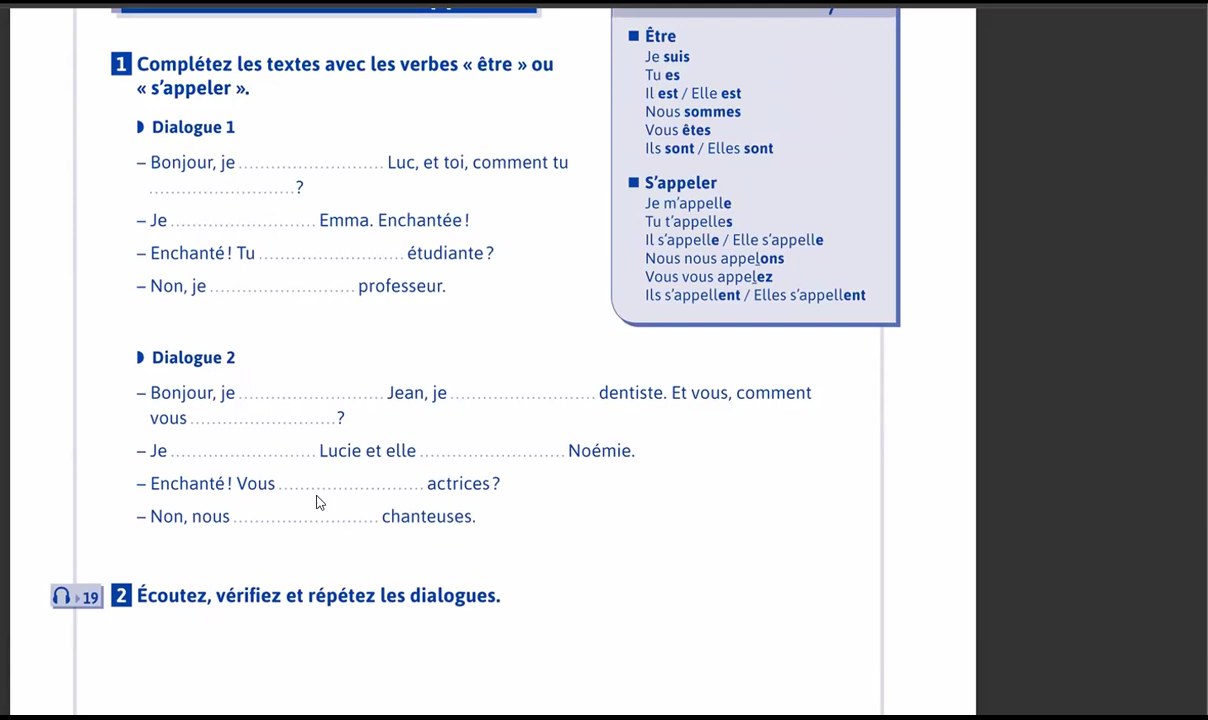 1 Complétez les textes avec les verbes « être » ou
« s'appeler ».
◗ Dialogue 1
– Bonjour, je .......................... Luc, et toi, comment tu
.......................... ?
– Je .......................... Emma. Enchantée !
– Enchanté ! Tu .......................... étudiante ?
– Non, je .......................... professeur.
◗ Dialogue 2
– Bonjour, je .......................... Jean, je .......................... dentiste. Et vous, comment
vous .......................... ?
– Je .......................... Lucie et elle .......................... Noémie.
– Enchanté ! Vous .......................... actrices ?
– Non, nous .......................... chanteuses.
19 2 Écoutez, vérifiez et répétez les dialogues.
■ Être
Je suis
Tu es
Il est / Elle est
Nous sommes
Vous êtes
Ils sont / Elles sont
■ S'appeler
Je m'appelle
Tu t'appelles
Il s'appelle / Elle s'appelle
Nous nous appelons
Vous vous appelez
Ils s'appellent / Elles s'appellent